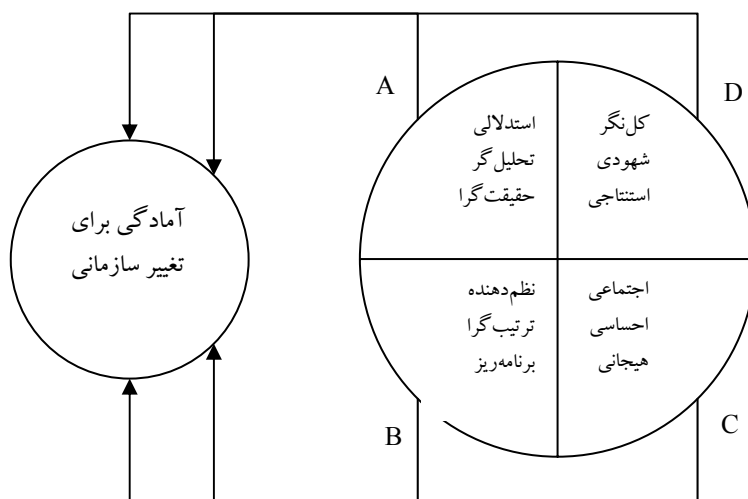 A
D
کل‌نگر
شهودی
استنتاجی
استدلالی
تحلیل‌گر
حقیقت‌گرا
آمادگی برای
تغییر سازمانی
اجتماعی
احساسی
هیجانی
نظم‌دهنده
ترتیب‌گرا
برنامه‌ریز
B
C